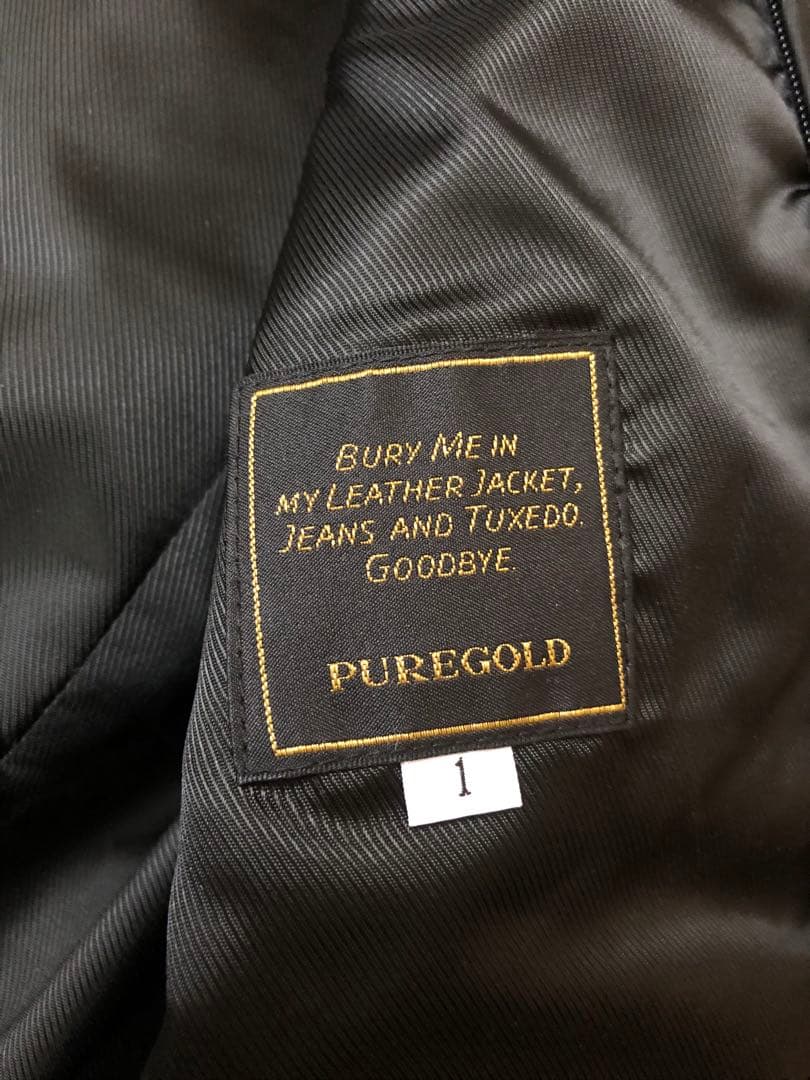 BURY ME IN
MY LEATHER JACKET,
JEANS AND TUXEDO.
GOODBYE.
PUREGOLD
1